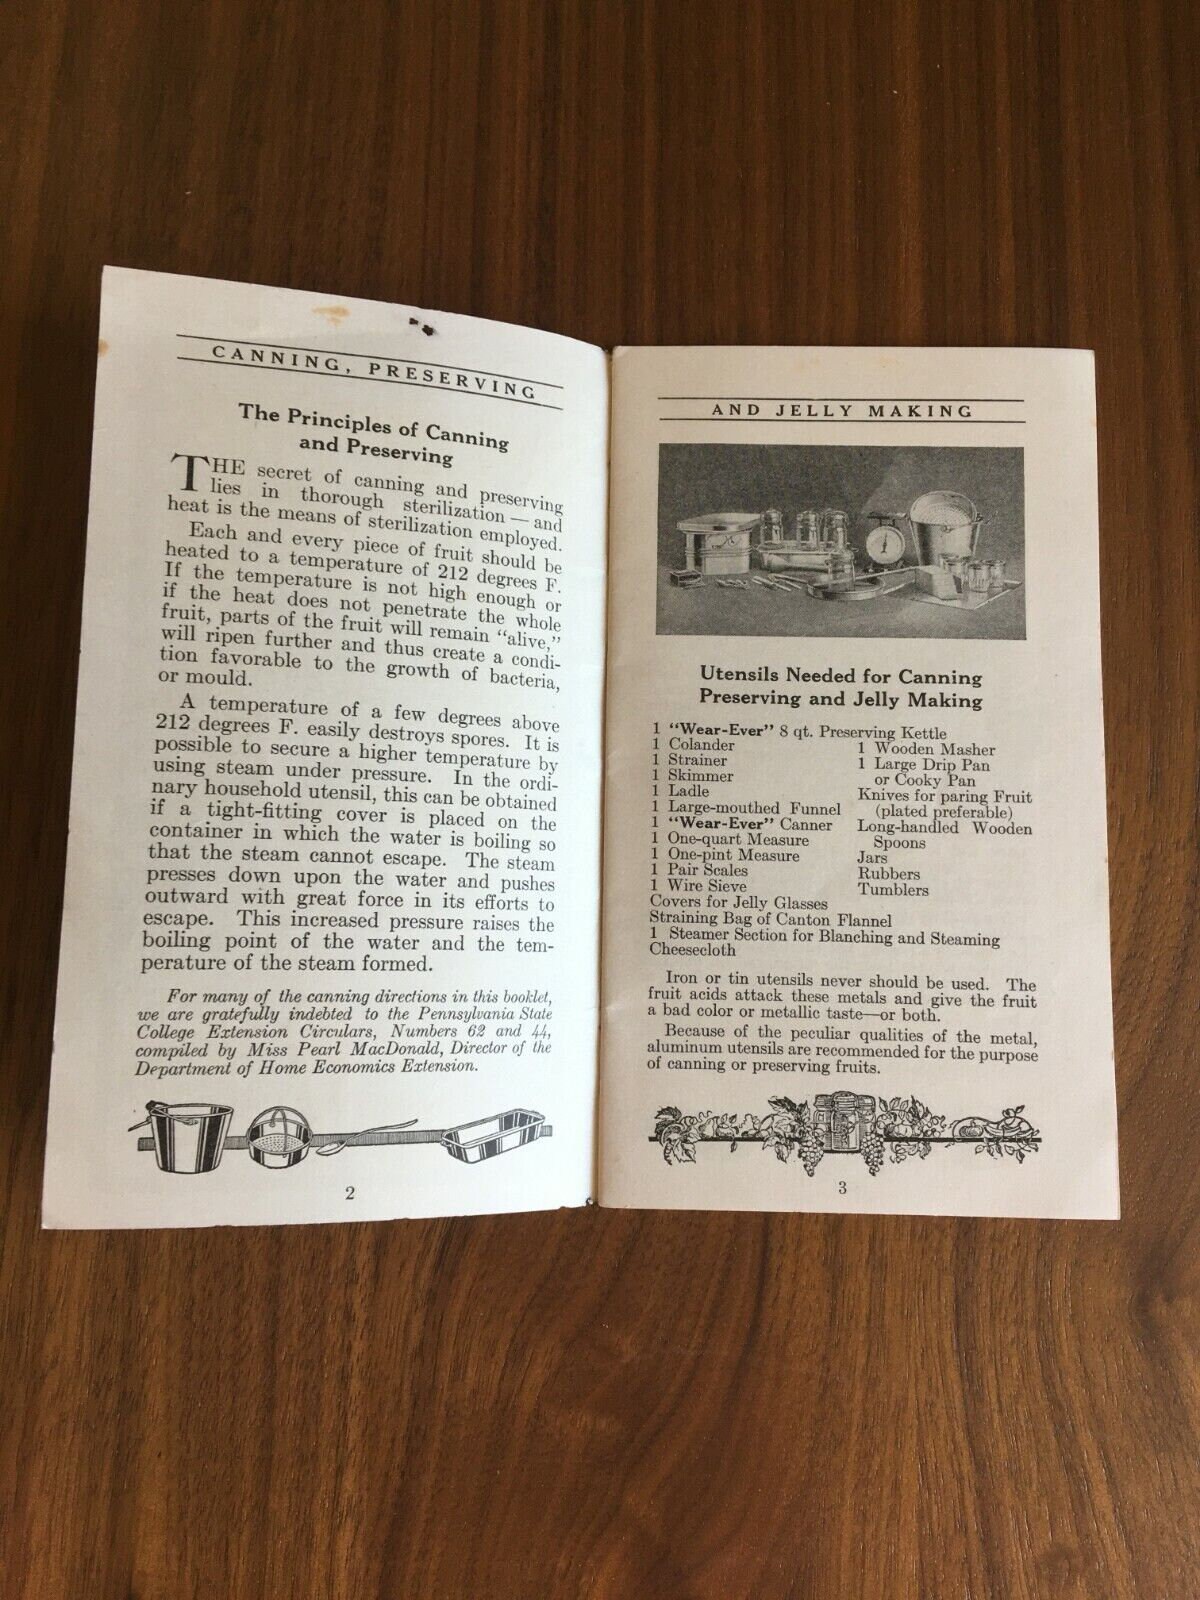 CANNING, PRESERVING
The Principles of Canning
and Preserving
THE secret of canning and preserving
lies in thorough sterilization—and
heat is the means of sterilization employed.
Each and every piece of fruit should be
heated to a temperature of 212 degrees F.
If the temperature is not high enough or
if the heat does not penetrate the whole
fruit, parts of the fruit will remain "alive,"
will ripen further and thus create a condi-
tion favorable to the growth of bacteria,
or mould.
A temperature of a few degrees above
212 degrees F. easily destroys spores. It is
possible to secure a higher temperature by
using steam under pressure. In the ordi-
nary household utensil, this can be obtained
if a tight-fitting cover is placed on the
container in which the water is boiling so
that the steam cannot escape. The steam
presses down upon the water and pushes
outward with great force in its efforts to
escape. This increased pressure raises the
boiling point of the water and the tem-
perature of the steam formed.
For many of the canning directions in this booklet,
we are gratefully indebted to the Pennsylvania State
College Extension Circulars, Numbers 62 and 44,
compiled by Miss Pearl MacDonald, Director of the
Department of Home Economics Extension.
2
AND JELLY MAKING
Utensils Needed for Canning
Preserving and Jelly Making
1 "Wear-Ever" 8 qt. Preserving Kettle
1 Colander
1 Strainer
1 Skimmer
1 Ladle
1 Large-mouthed Funnel
1 "Wear-Ever" Canner
1 One-quart Measure
1 One-pint Measure
1 Pair Scales
1 Wire Sieve
1 Wooden Masher
1 Large Drip Pan
or Cooky Pan
Knives for paring Fruit
(plated preferable)
Long-handled Wooden
Spoons
Jars
Rubbers
Tumblers
Covers for Jelly Glasses
Straining Bag of Canton Flannel
1 Steamer Section for Blanching and Steaming
Cheesecloth
Iron or tin utensils never should be used. The
fruit acids attack these metals and give the fruit
a bad color or metallic taste—or both.
Because of the peculiar qualities of the metal,
aluminum utensils are recommended for the purpose
of canning or preserving fruits.
3